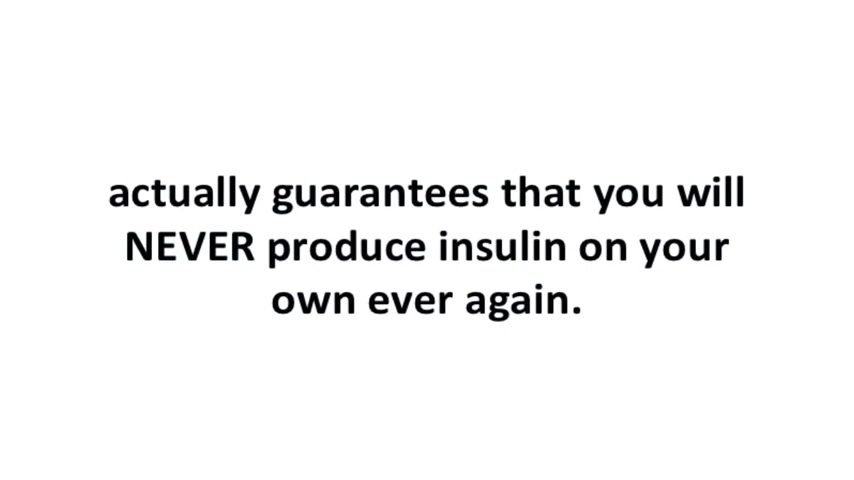 actually guarantees that you will
NEVER produce insulin on your
own ever again.